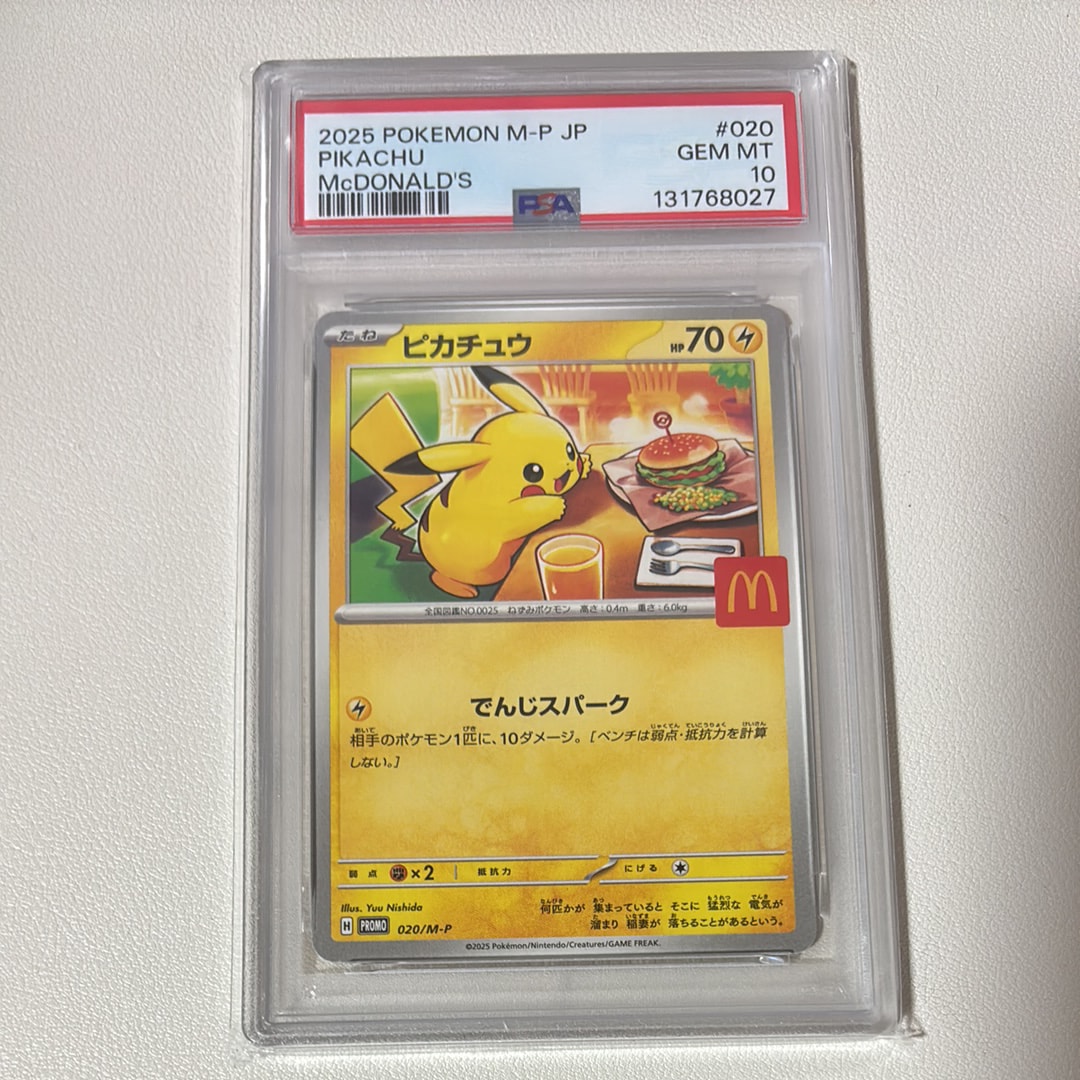 2025 POKEMON M-P JP #020
PIKACHU GEM MT
McDONALD'S 10
131768027
PSA
たね ピカチュウ HP70
M
全国図鑑NO.0025 ねずみポケモン 高さ:0.4m 重さ:6.0kg
でんじスパーク
相手のポケモン1匹に、10ダメージ。[ベンチは弱点・抵抗力を計算
しない。]
弱点 ×2 抵抗力 にげる
Illus. Yuu Nishida
何匹かが 集まっていると そこに 猛烈な 電気が
溜まり 稲妻が 落ちることがあるという。
H PROMO 020/M-P
©2025 Pokémon/Nintendo/Creatures/GAME FREAK.